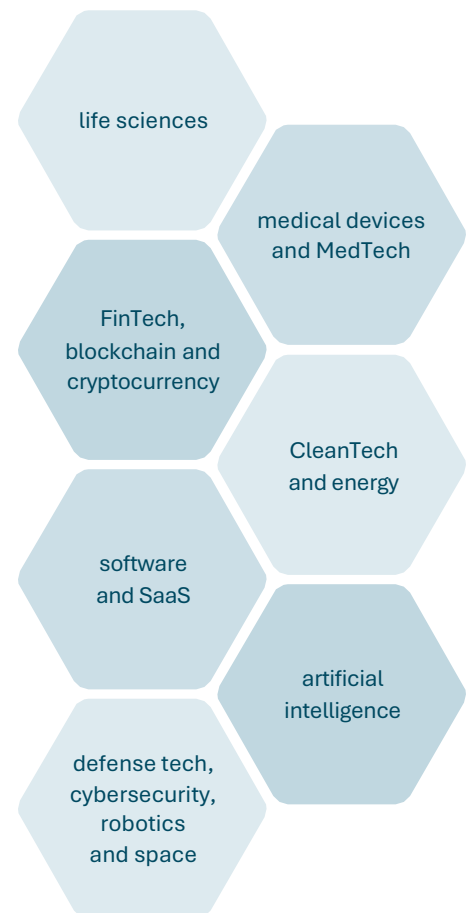 life sciences
medical devices
and MedTech
FinTech,
blockchain and
cryptocurrency
CleanTech
and energy
software
and SaaS
artificial
intelligence
defense tech,
cybersecurity,
robotics
and space